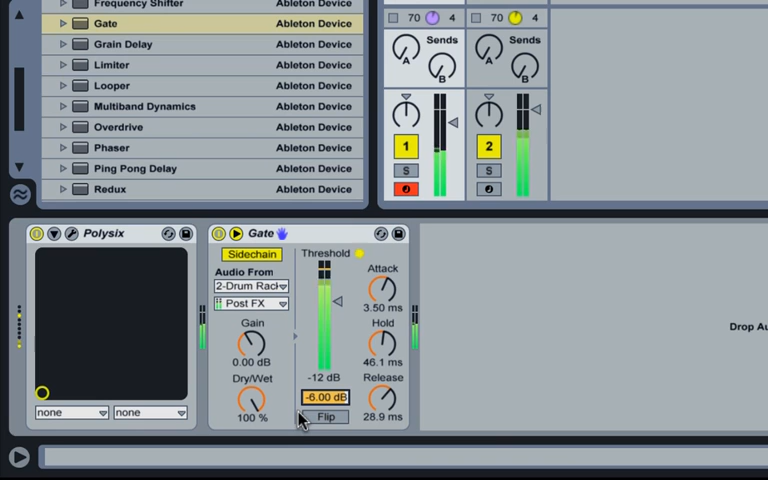 Frequency Shifter Ableton Device
Gate Ableton Device
Grain Delay Ableton Device
Limiter Ableton Device
Looper Ableton Device
Multiband Dynamics Ableton Device
Overdrive Ableton Device
Phaser Ableton Device
Ping Pong Delay Ableton Device
Redux Ableton Device
70 4 70 4
Sends Sends
A A
B B
1 2
S S
Polysix
none none
Gate
Sidechain Threshold
Audio From Attack
2-Drum Rack
3.50 ms
Post FX
Gain Hold
0.00 dB 46.1 ms
Dry/Wet -12 dB Release
-6.00 dB
100 % Flip 28.9 ms
Drop Au